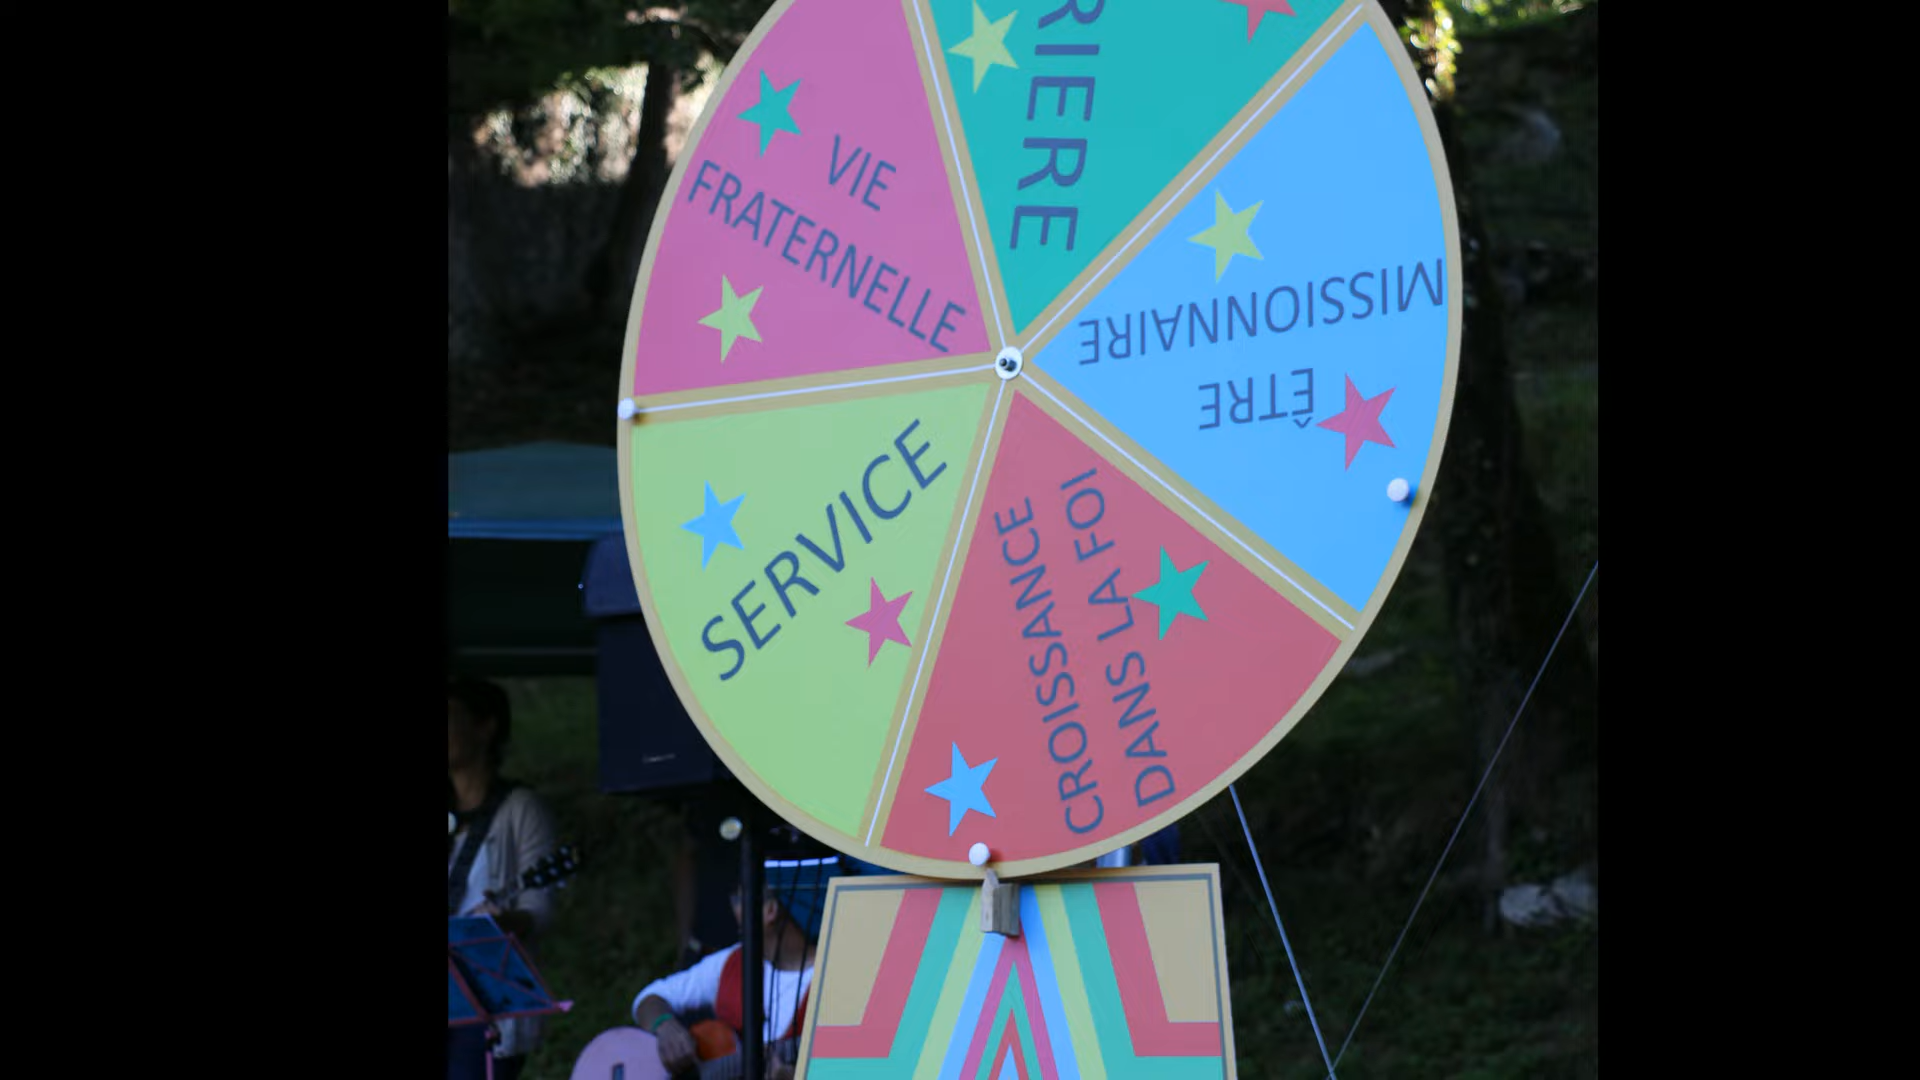 RIERE
VIE
FRATERNELLE
ÊTRE
MISSIONNAIRE
SERVICE
CROISSANCE
DANS LA FOI